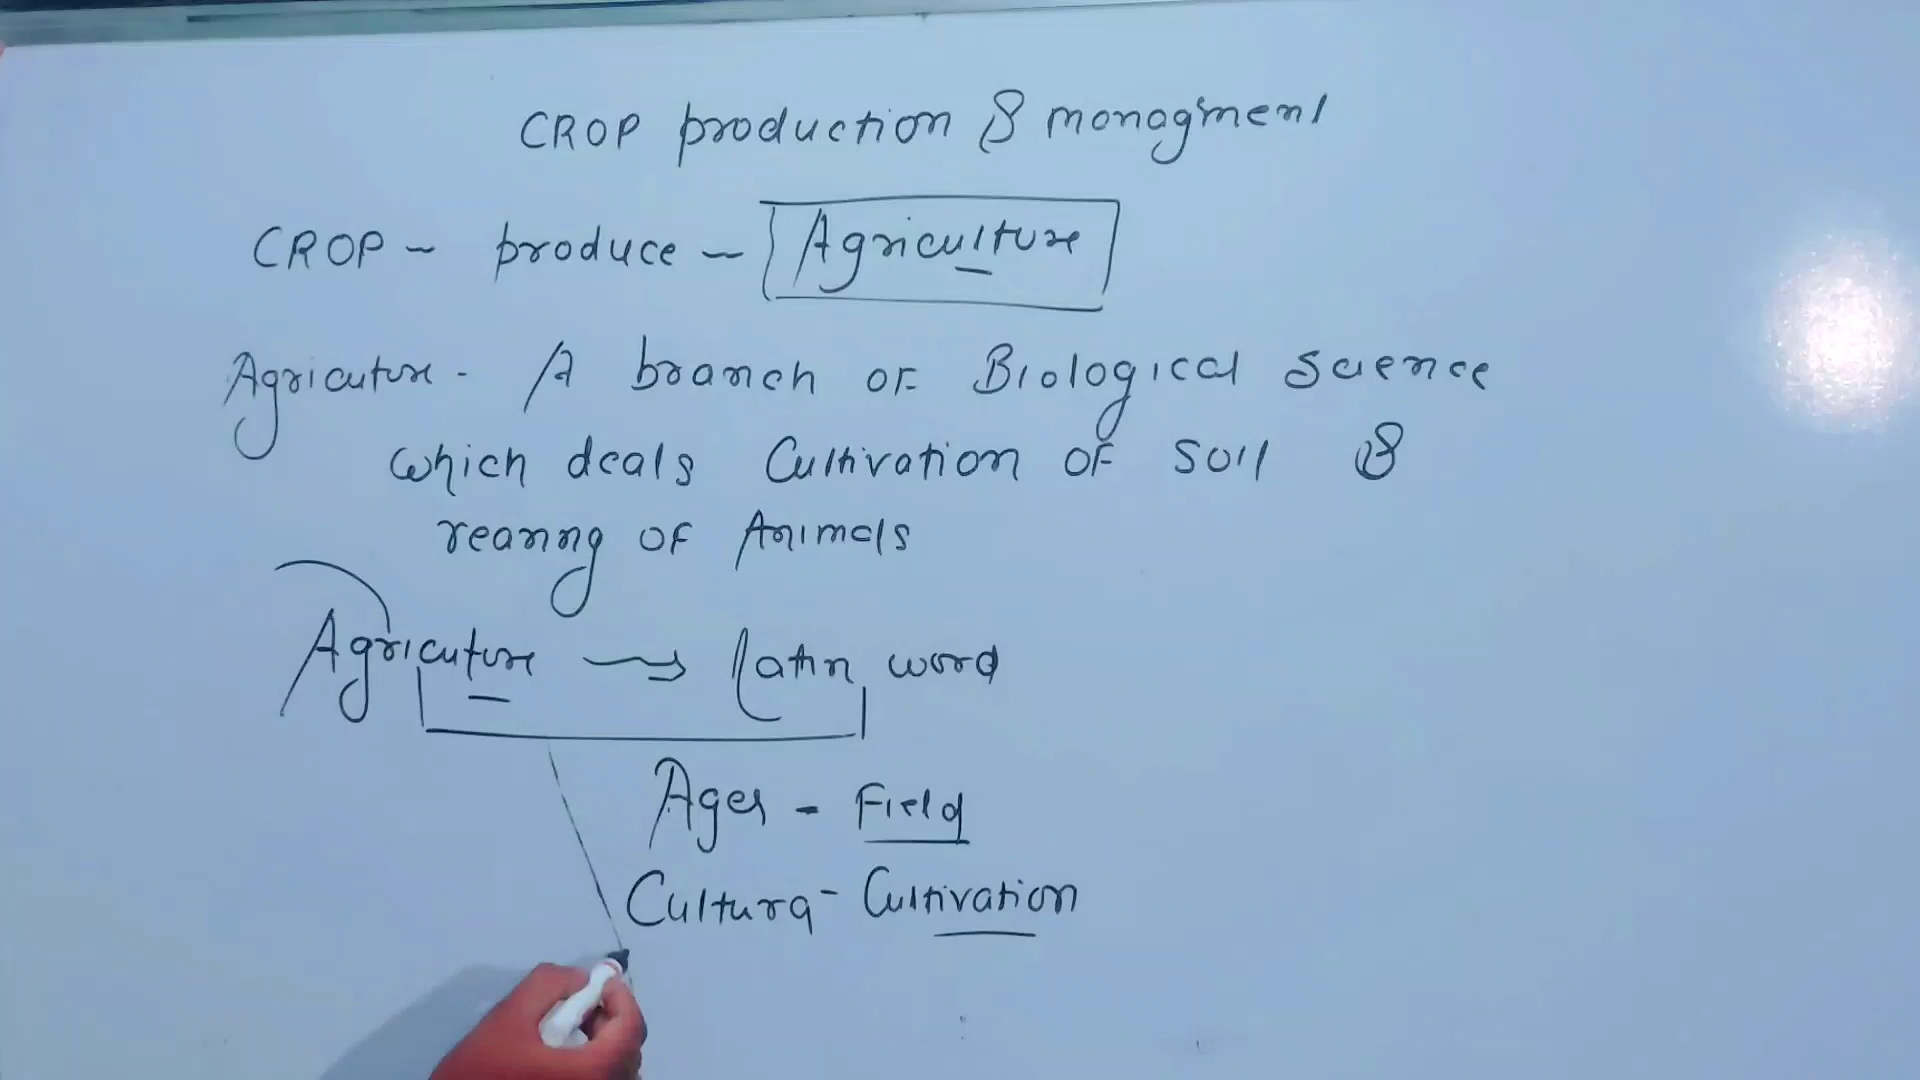 CROP production & monagment
CROP - produce - Agriculture
Agricuture - A branch of Biological science
which deals Cultivation of soil &
rearing of Animals
Agricuture → Latin word
Ager - Field
Cultura - Cultivation